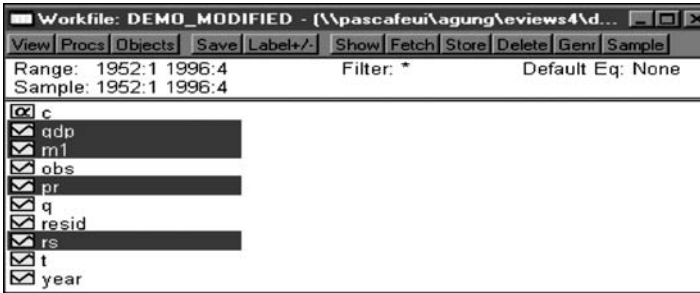 Workfile: DEMO_MODIFIED - (\\pascafeui\agung\eviews4\d...
View Procs Objects Save Label+/- Show Fetch Store Delete Genr Sample
Range: 1952:1 1996:4 Filter: * Default Eq: None
Sample: 1952:1 1996:4
c
gdp
m1
obs
pr
q
resid
rs
t
year